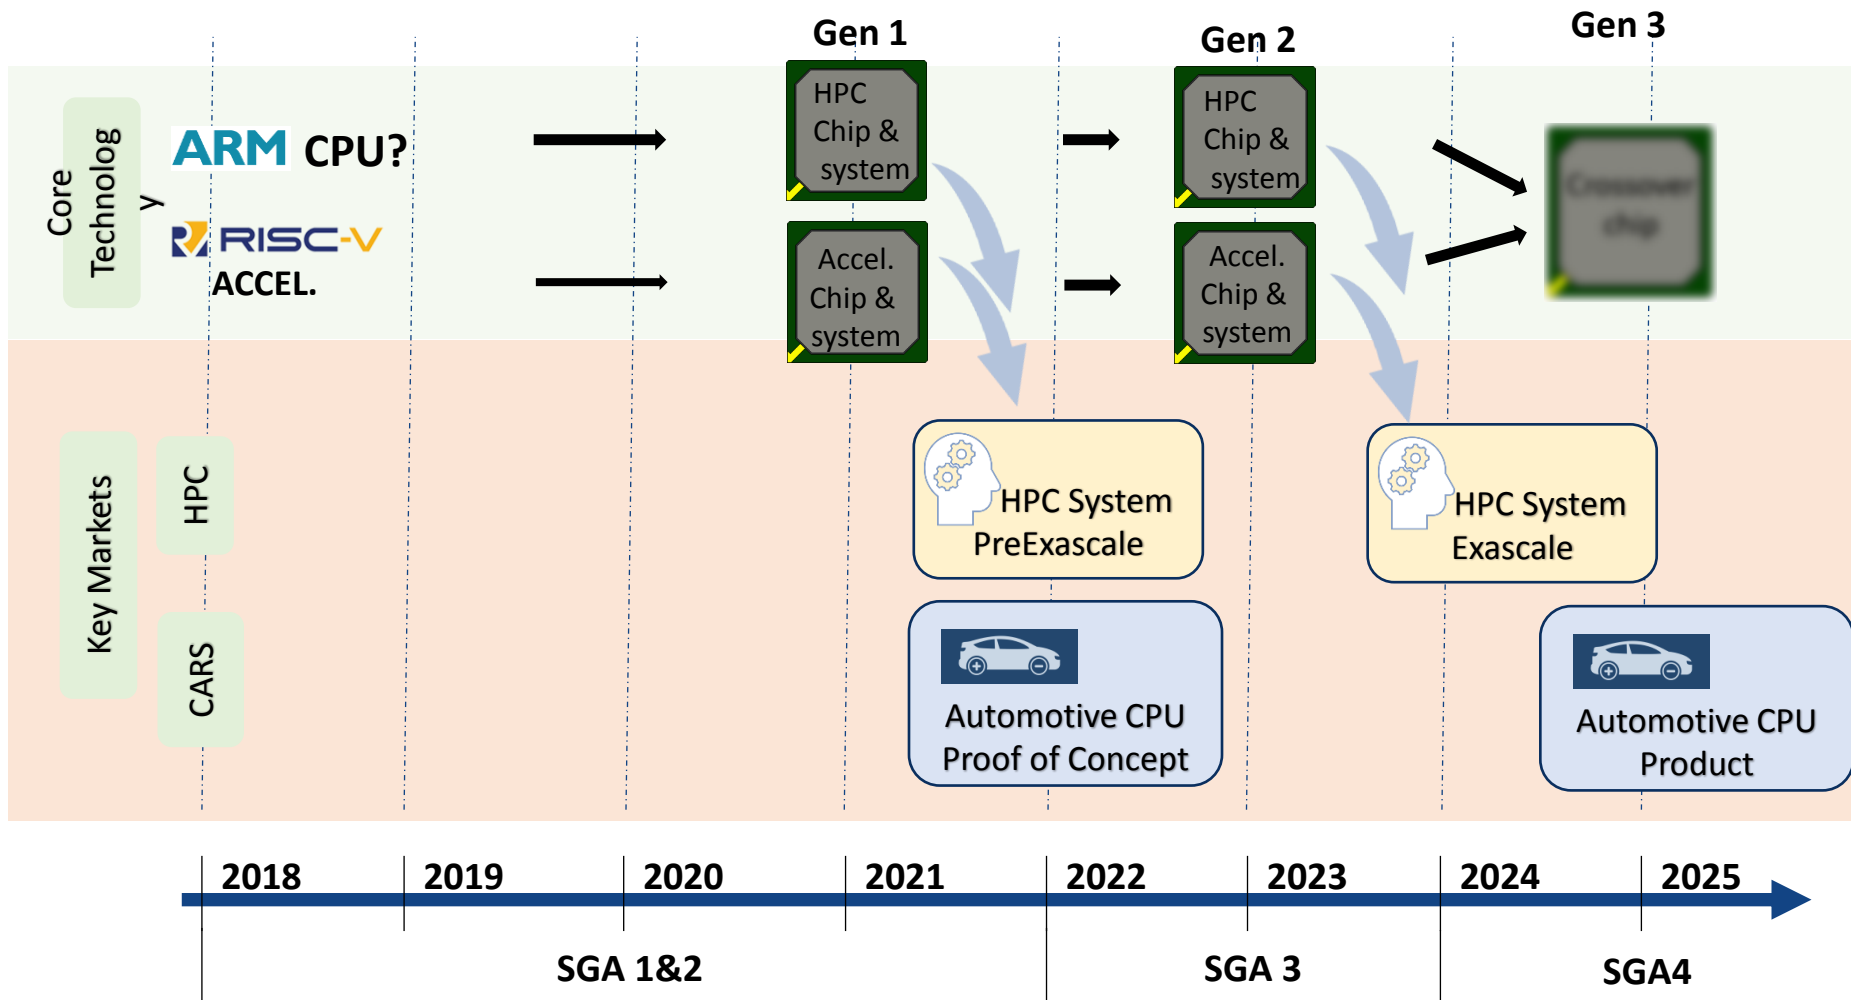 Gen 1
Gen 2
Gen 3
Core
Technolog
y
ARM CPU?
RISC-V
ACCEL.
HPC
Chip &
system
Accel.
Chip &
system
HPC
Chip &
system
Accel.
Chip &
system
Crossover
chip
Key Markets
HPC
CARS
HPC System
PreExascale
HPC System
Exascale
Automotive CPU
Proof of Concept
Automotive CPU
Product
2018
2019
2020
2021
2022
2023
2024
2025
SGA 1&2
SGA 3
SGA4